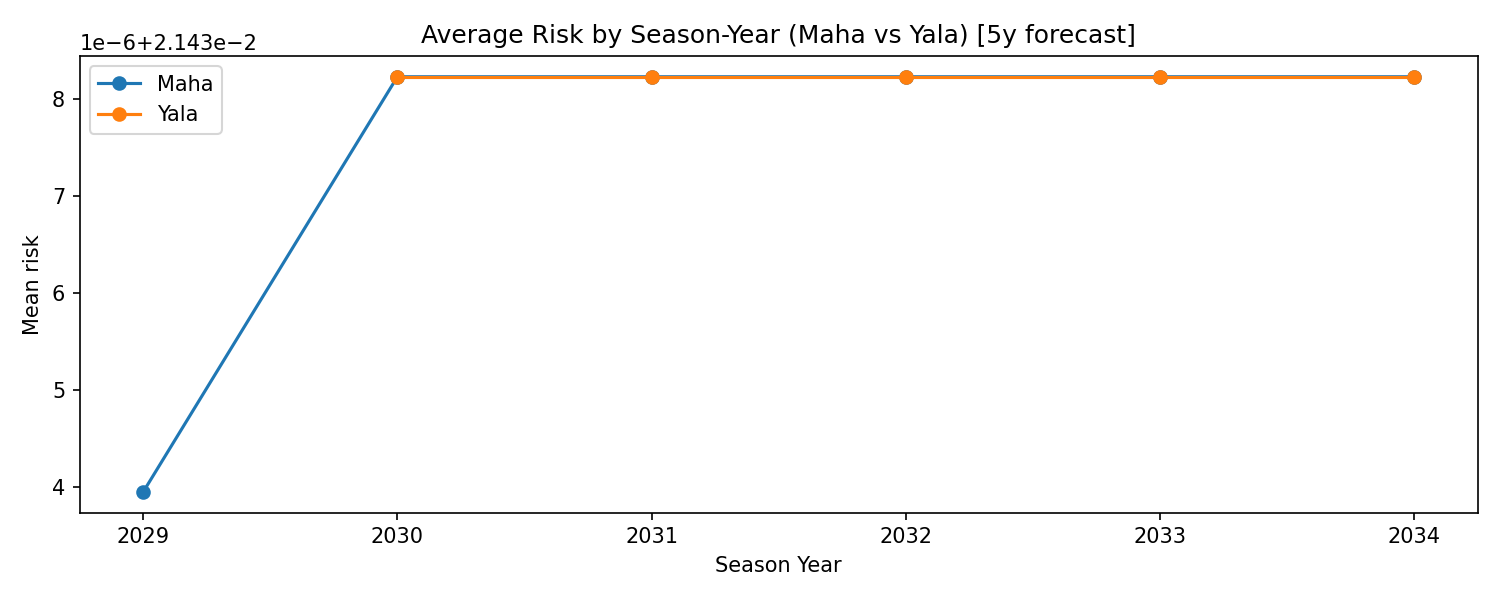 Average Risk by Season-Year (Maha vs Yala) [5y forecast]
1e−6+2.143e−2
Maha
Yala
8
7
6
5
4
Mean risk
2029 2030 2031 2032 2033 2034
Season Year